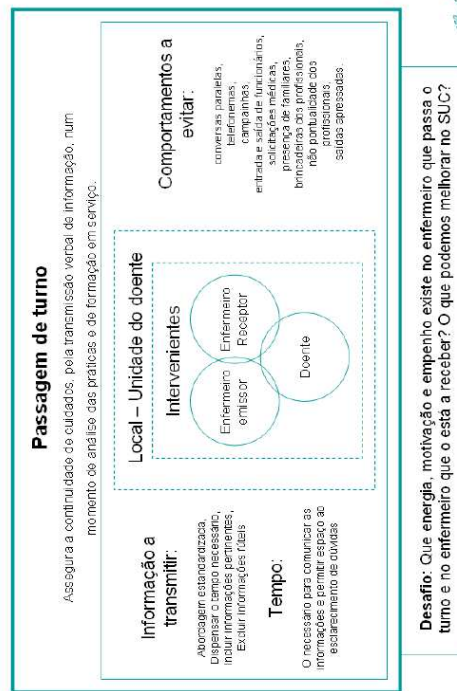 Passagem de turno
Assegura a continuidade de cuidados, pela transmissão verbal de informação, num
momento de análise das práticas e de formação em serviço.
Informação a
transmitir:
Abordagem estandardizada,
Dispensar o tempo necessário,
Incluir informações pertinentes,
Excluir informações fúteis
Tempo:
O necessário para comunicar as
informações e permitir espaço ao
esclarecimento de dúvidas
Local – Unidade do doente
Intervenientes
Enfermeiro
emissor
Enfermeiro
Receptor
Doente
Comportamentos a
evitar:
conversas paralelas,
telefonemas,
campainhas,
entrada e saída de funcionários,
solicitações médicas,
presença de familiares,
brincadeiras dos profissionais,
não pontualidade dos
profissionais,
saídas apressadas.
Desafio: Que energia, motivação e empenho existe no enfermeiro que passa o
turno e no enfermeiro que o está a receber? O que podemos melhorar no SUC?